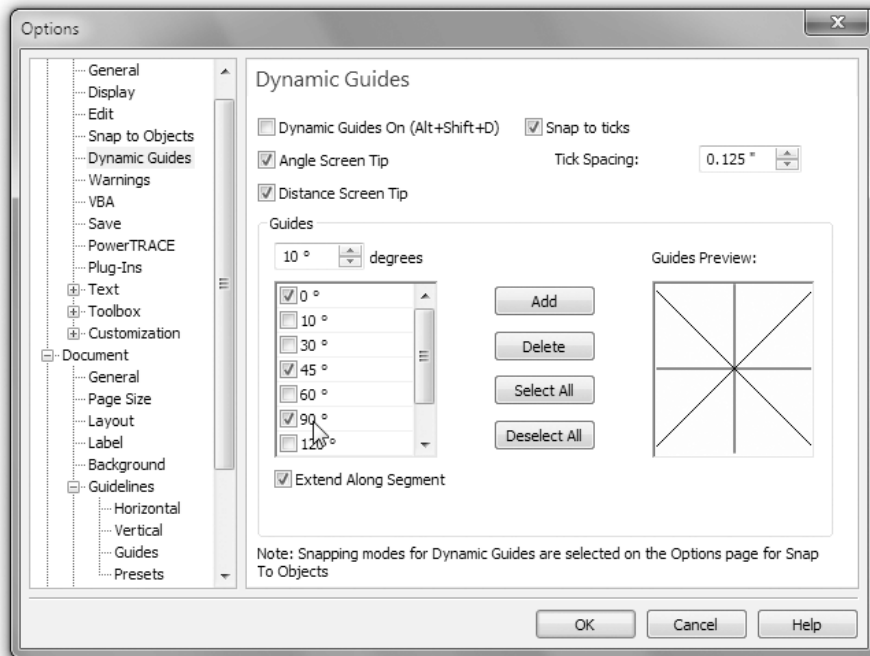 Options
General
Display
Edit
Snap to Objects
Dynamic Guides
Warnings
VBA
Save
PowerTRACE
Plug-Ins
Text
Toolbox
Customization
Document
General
Page Size
Layout
Label
Background
Guidelines
Horizontal
Vertical
Guides
Presets
Dynamic Guides
Dynamic Guides On (Alt+Shift+D)
Snap to ticks
Angle Screen Tip
Tick Spacing:
0.125 "
Distance Screen Tip
Guides
10 °
degrees
Guides Preview:
0 °
10 °
30 °
45 °
60 °
90 °
120 °
Add
Delete
Select All
Deselect All
Extend Along Segment
Note: Snapping modes for Dynamic Guides are selected on the Options page for Snap
To Objects
OK
Cancel
Help